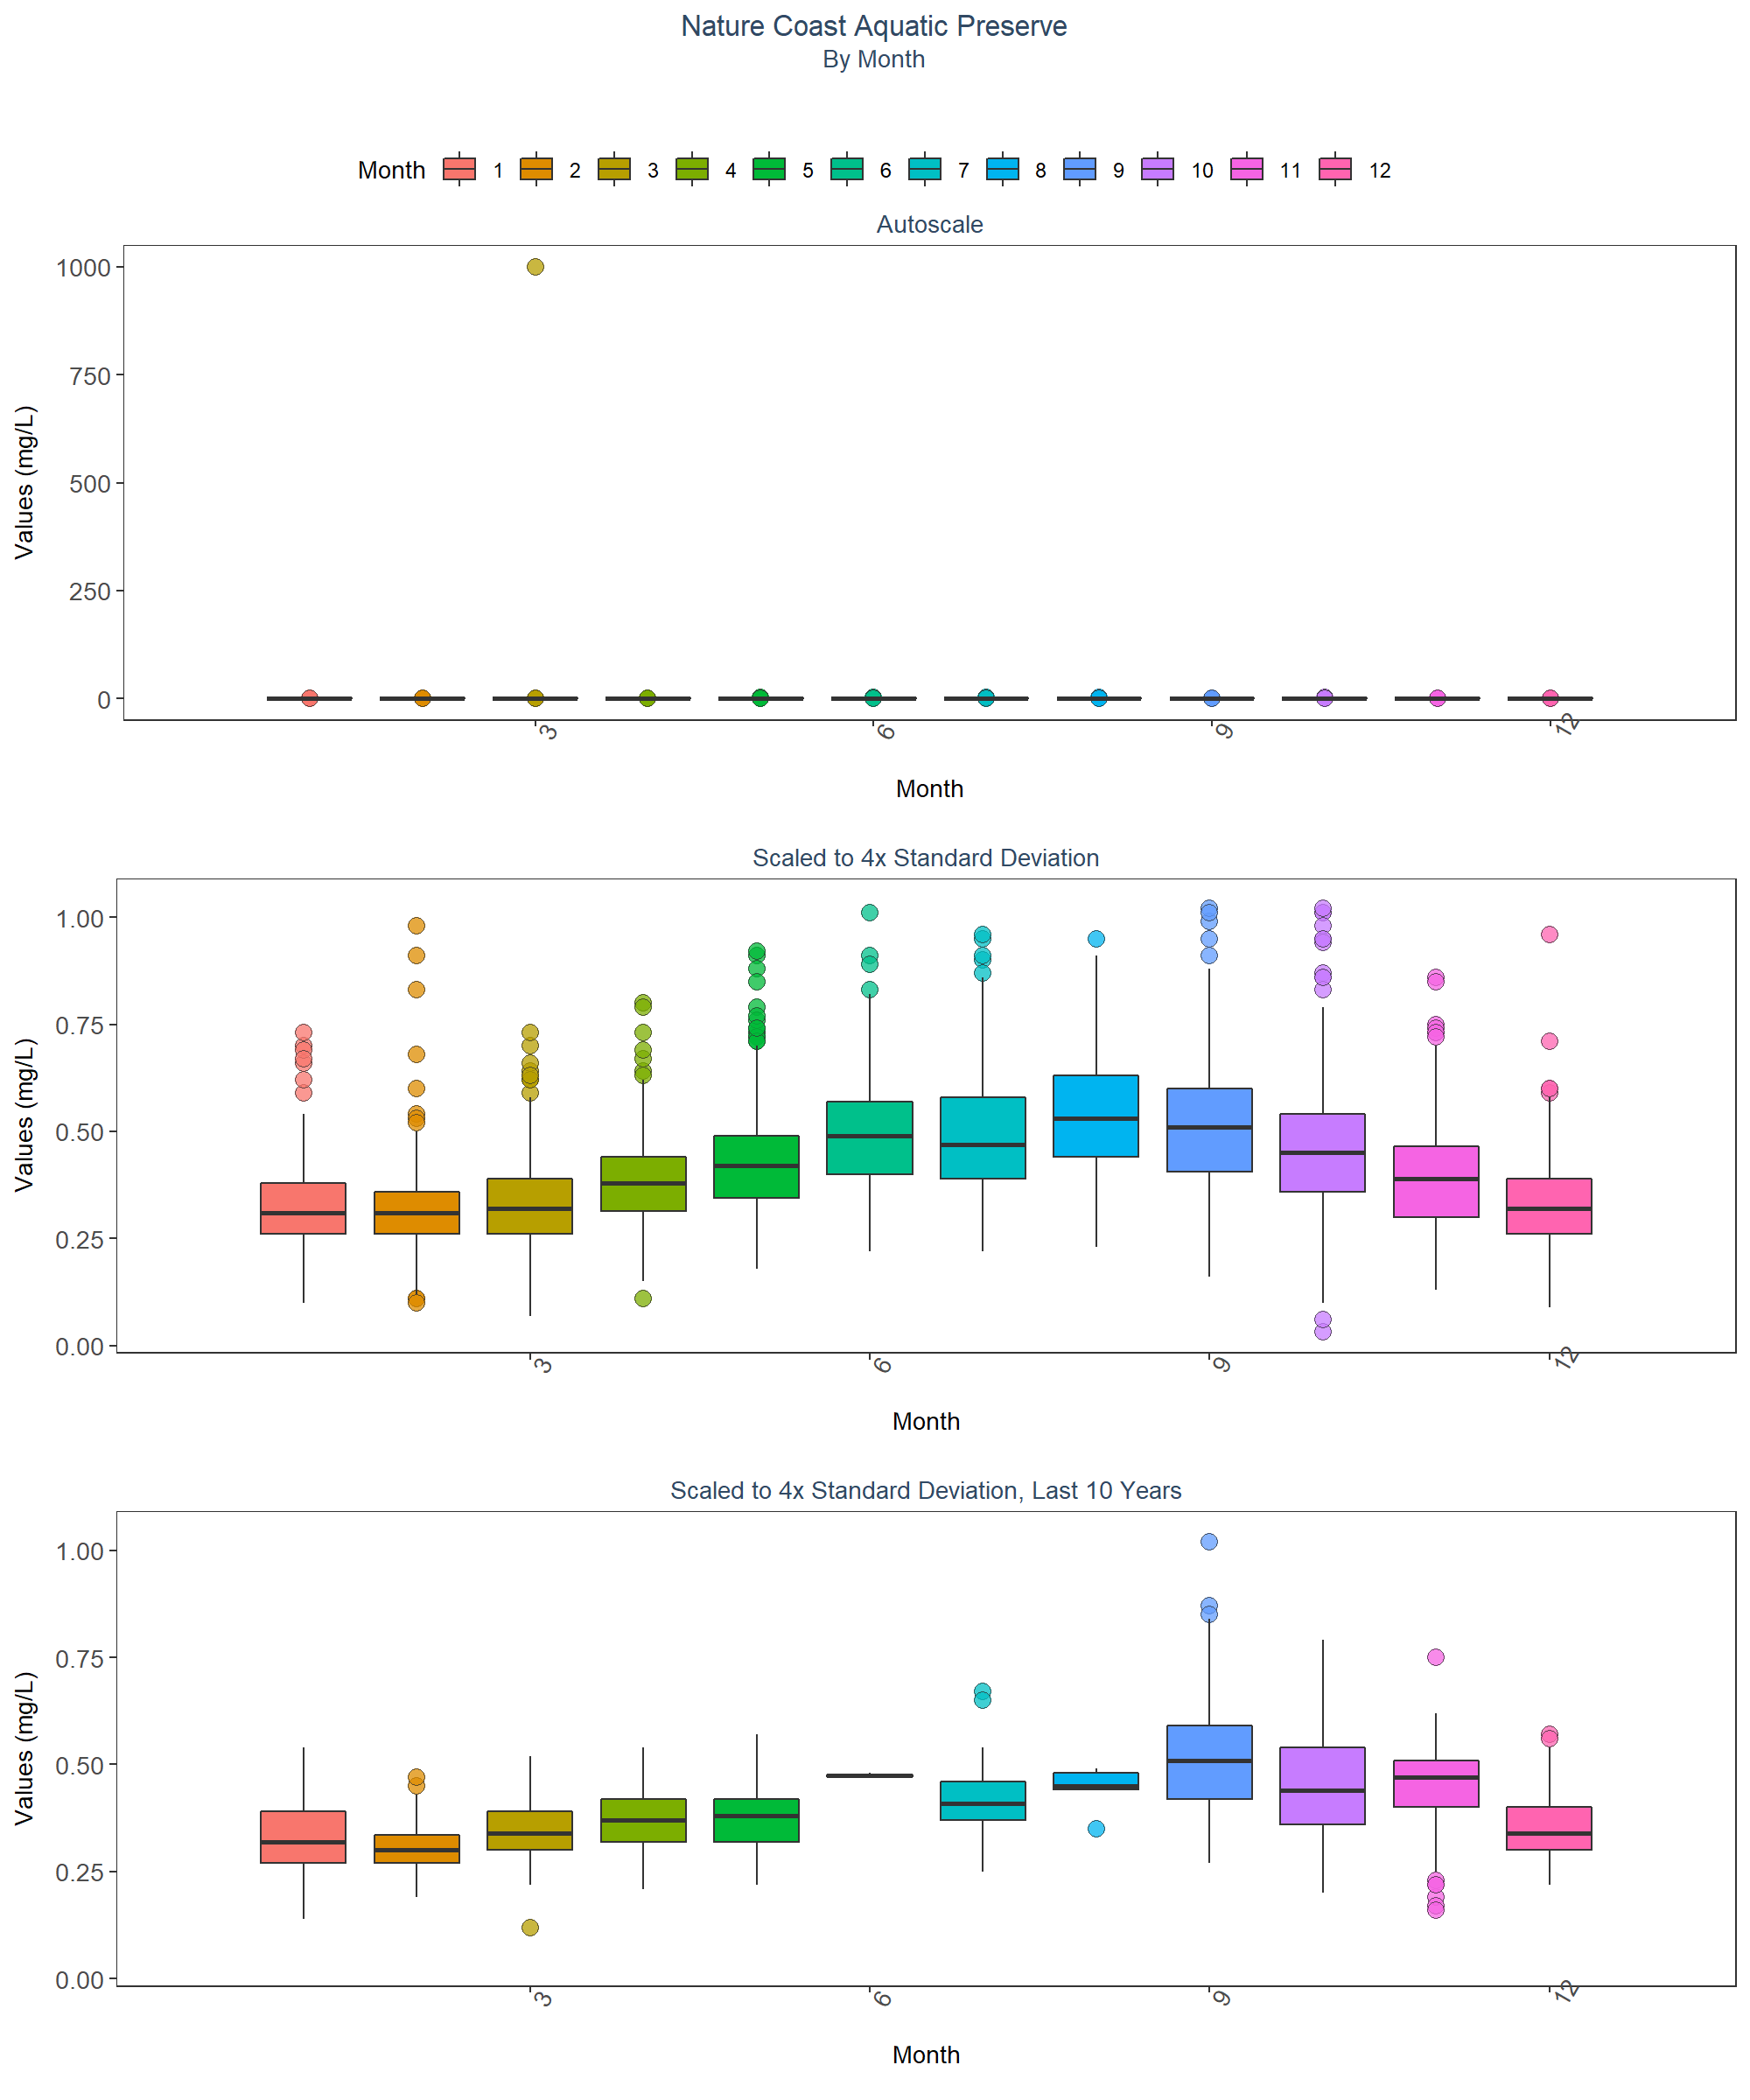 Nature Coast Aquatic Preserve
By Month
Month 1 2 3 4 5 6 7 8 9 10 11 12
Autoscale
Values (mg/L)
1000
750
500
250
0
3 6 9 12
Month
Scaled to 4x Standard Deviation
Values (mg/L)
1.00
0.75
0.50
0.25
0.00
3 6 9 12
Month
Scaled to 4x Standard Deviation, Last 10 Years
Values (mg/L)
1.00
0.75
0.50
0.25
0.00
3 6 9 12
Month